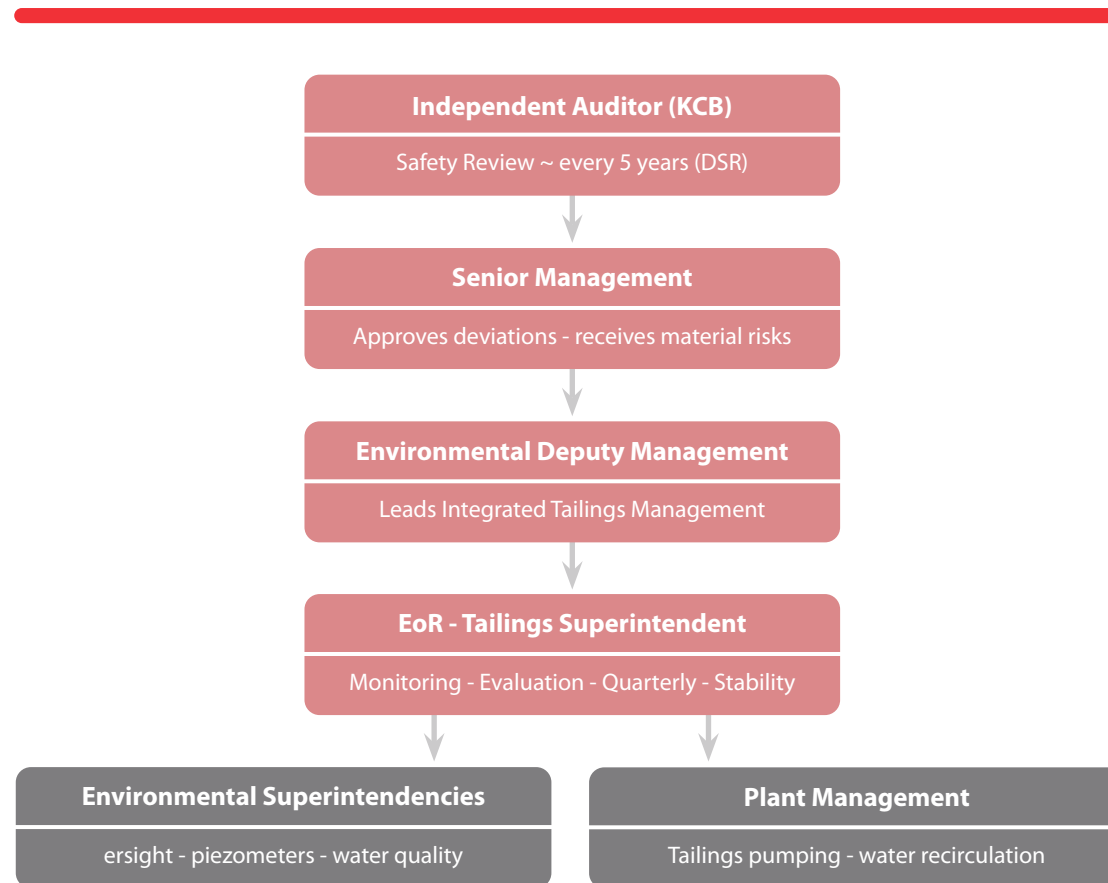 Independent Auditor (KCB)
Safety Review ~ every 5 years (DSR)
Senior Management
Approves deviations - receives material risks
Environmental Deputy Management
Leads Integrated Tailings Management
EoR - Tailings Superintendent
Monitoring - Evaluation - Quarterly - Stability
Environmental Superintendencies
ersight - piezometers - water quality
Plant Management
Tailings pumping - water recirculation